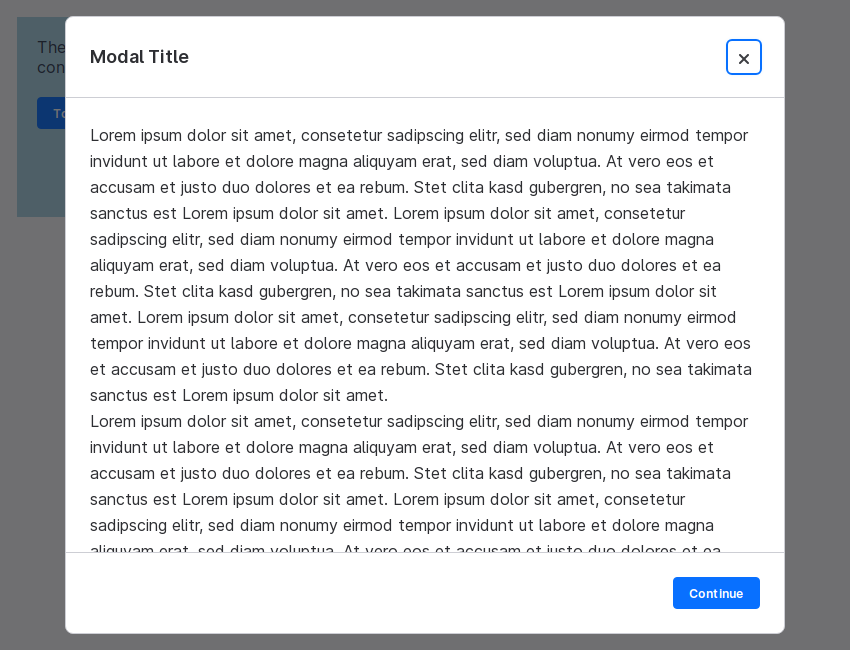 The
con
To
Modal Title
Lorem ipsum dolor sit amet, consetetur sadipscing elitr, sed diam nonumy eirmod tempor
invidunt ut labore et dolore magna aliquyam erat, sed diam voluptua. At vero eos et
accusam et justo duo dolores et ea rebum. Stet clita kasd gubergren, no sea takimata
sanctus est Lorem ipsum dolor sit amet. Lorem ipsum dolor sit amet, consetetur
sadipscing elitr, sed diam nonumy eirmod tempor invidunt ut labore et dolore magna
aliquyam erat, sed diam voluptua. At vero eos et accusam et justo duo dolores et ea
rebum. Stet clita kasd gubergren, no sea takimata sanctus est Lorem ipsum dolor sit
amet. Lorem ipsum dolor sit amet, consetetur sadipscing elitr, sed diam nonumy eirmod
tempor invidunt ut labore et dolore magna aliquyam erat, sed diam voluptua. At vero eos
et accusam et justo duo dolores et ea rebum. Stet clita kasd gubergren, no sea takimata
sanctus est Lorem ipsum dolor sit amet.
Lorem ipsum dolor sit amet, consetetur sadipscing elitr, sed diam nonumy eirmod tempor
invidunt ut labore et dolore magna aliquyam erat, sed diam voluptua. At vero eos et
accusam et justo duo dolores et ea rebum. Stet clita kasd gubergren, no sea takimata
sanctus est Lorem ipsum dolor sit amet. Lorem ipsum dolor sit amet, consetetur
sadipscing elitr, sed diam nonumy eirmod tempor invidunt ut labore et dolore magna
aliquyam erat, sed diam voluptua. At vero eos et accusam et justo duo dolores et ea
Continue